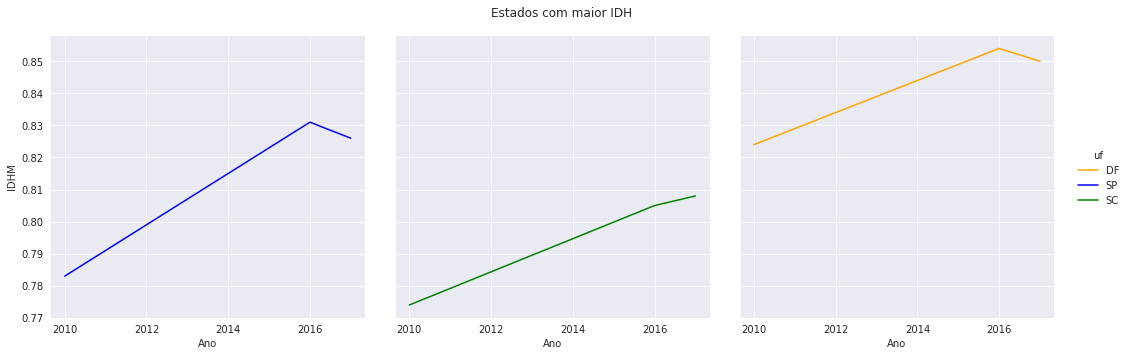 Estados com maior IDH
IDHM
0.85
0.84
0.83
0.82
0.81
0.80
0.79
0.78
0.77
2010 2012 2014 2016
Ano
2010 2012 2014 2016
Ano
2010 2012 2014 2016
Ano
uf
DF
SP
SC